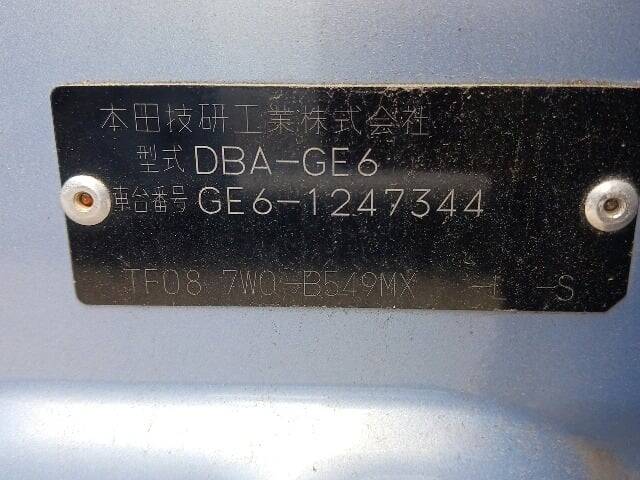 本田技研工業株式会社
型式 DBA-GE6
車台番号 GE6-1247344
TF08 7W0-B549MX -L -S